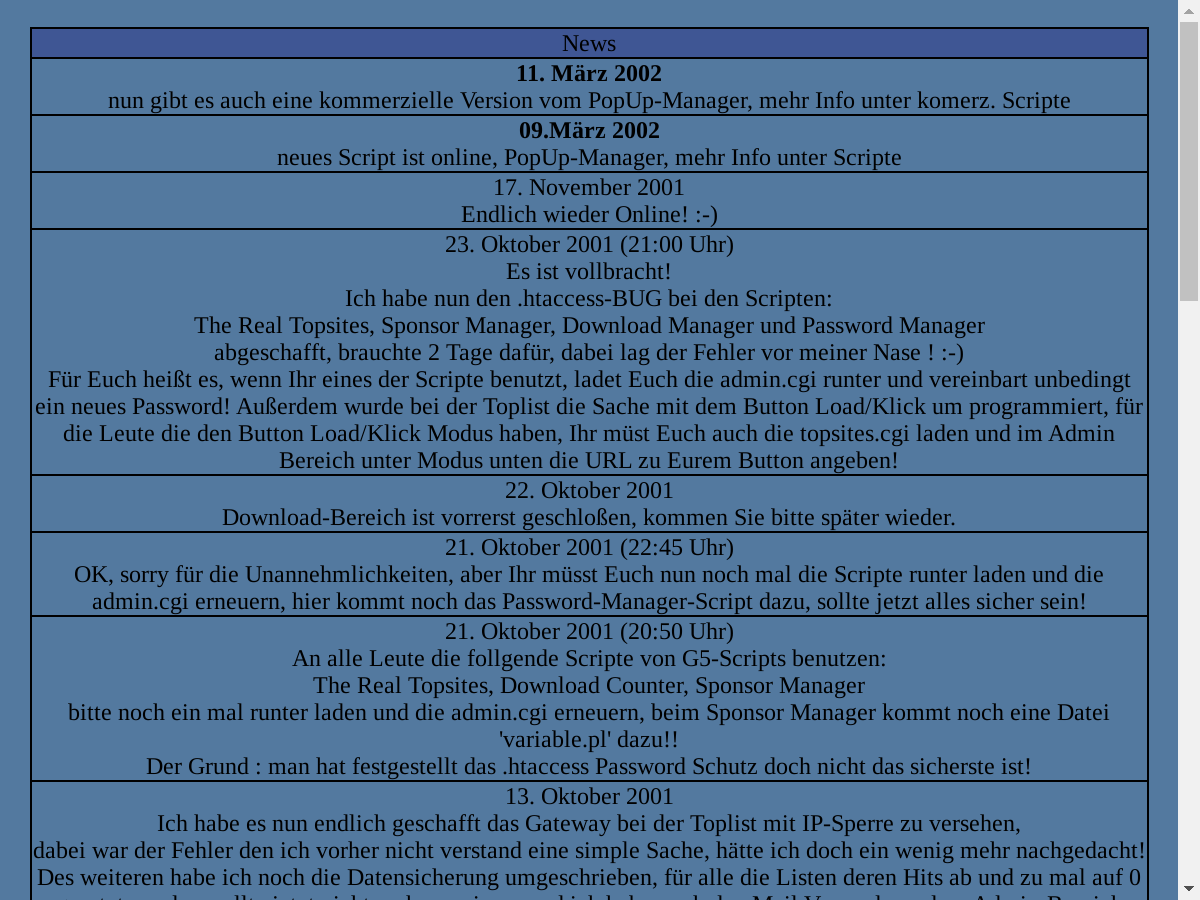 News
11. März 2002
nun gibt es auch eine kommerzielle Version vom PopUp-Manager, mehr Info unter komerz. Scripte
09.März 2002
neues Script ist online, PopUp-Manager, mehr Info unter Scripte
17. November 2001
Endlich wieder Online! :-)
23. Oktober 2001 (21:00 Uhr)
Es ist vollbracht!
Ich habe nun den .htaccess-BUG bei den Scripten:
The Real Topsites, Sponsor Manager, Download Manager und Password Manager
abgeschafft, brauchte 2 Tage dafür, dabei lag der Fehler vor meiner Nase ! :-)
Für Euch heißt es, wenn Ihr eines der Scripte benutzt, ladet Euch die admin.cgi runter und vereinbart unbedingt
ein neues Password! Außerdem wurde bei der Toplist die Sache mit dem Button Load/Klick um programmiert, für
die Leute die den Button Load/Klick Modus haben, Ihr müst Euch auch die topsites.cgi laden und im Admin
Bereich unter Modus unten die URL zu Eurem Button angeben!
22. Oktober 2001
Download-Bereich ist vorrerst geschloßen, kommen Sie bitte später wieder.
21. Oktober 2001 (22:45 Uhr)
OK, sorry für die Unannehmlichkeiten, aber Ihr müsst Euch nun noch mal die Scripte runter laden und die
admin.cgi erneuern, hier kommt noch das Password-Manager-Script dazu, sollte jetzt alles sicher sein!
21. Oktober 2001 (20:50 Uhr)
An alle Leute die follgende Scripte von G5-Scripts benutzen:
The Real Topsites, Download Counter, Sponsor Manager
bitte noch ein mal runter laden und die admin.cgi erneuern, beim Sponsor Manager kommt noch eine Datei
'variable.pl' dazu!!
Der Grund : man hat festgestellt das .htaccess Password Schutz doch nicht das sicherste ist!
13. Oktober 2001
Ich habe es nun endlich geschafft das Gateway bei der Toplist mit IP-Sperre zu versehen,
dabei war der Fehler den ich vorher nicht verstand eine simple Sache, hätte ich doch ein wenig mehr nachgedacht!
Des weiteren habe ich noch die Datensicherung umgeschrieben, für alle die Listen deren Hits ab und zu mal auf 0